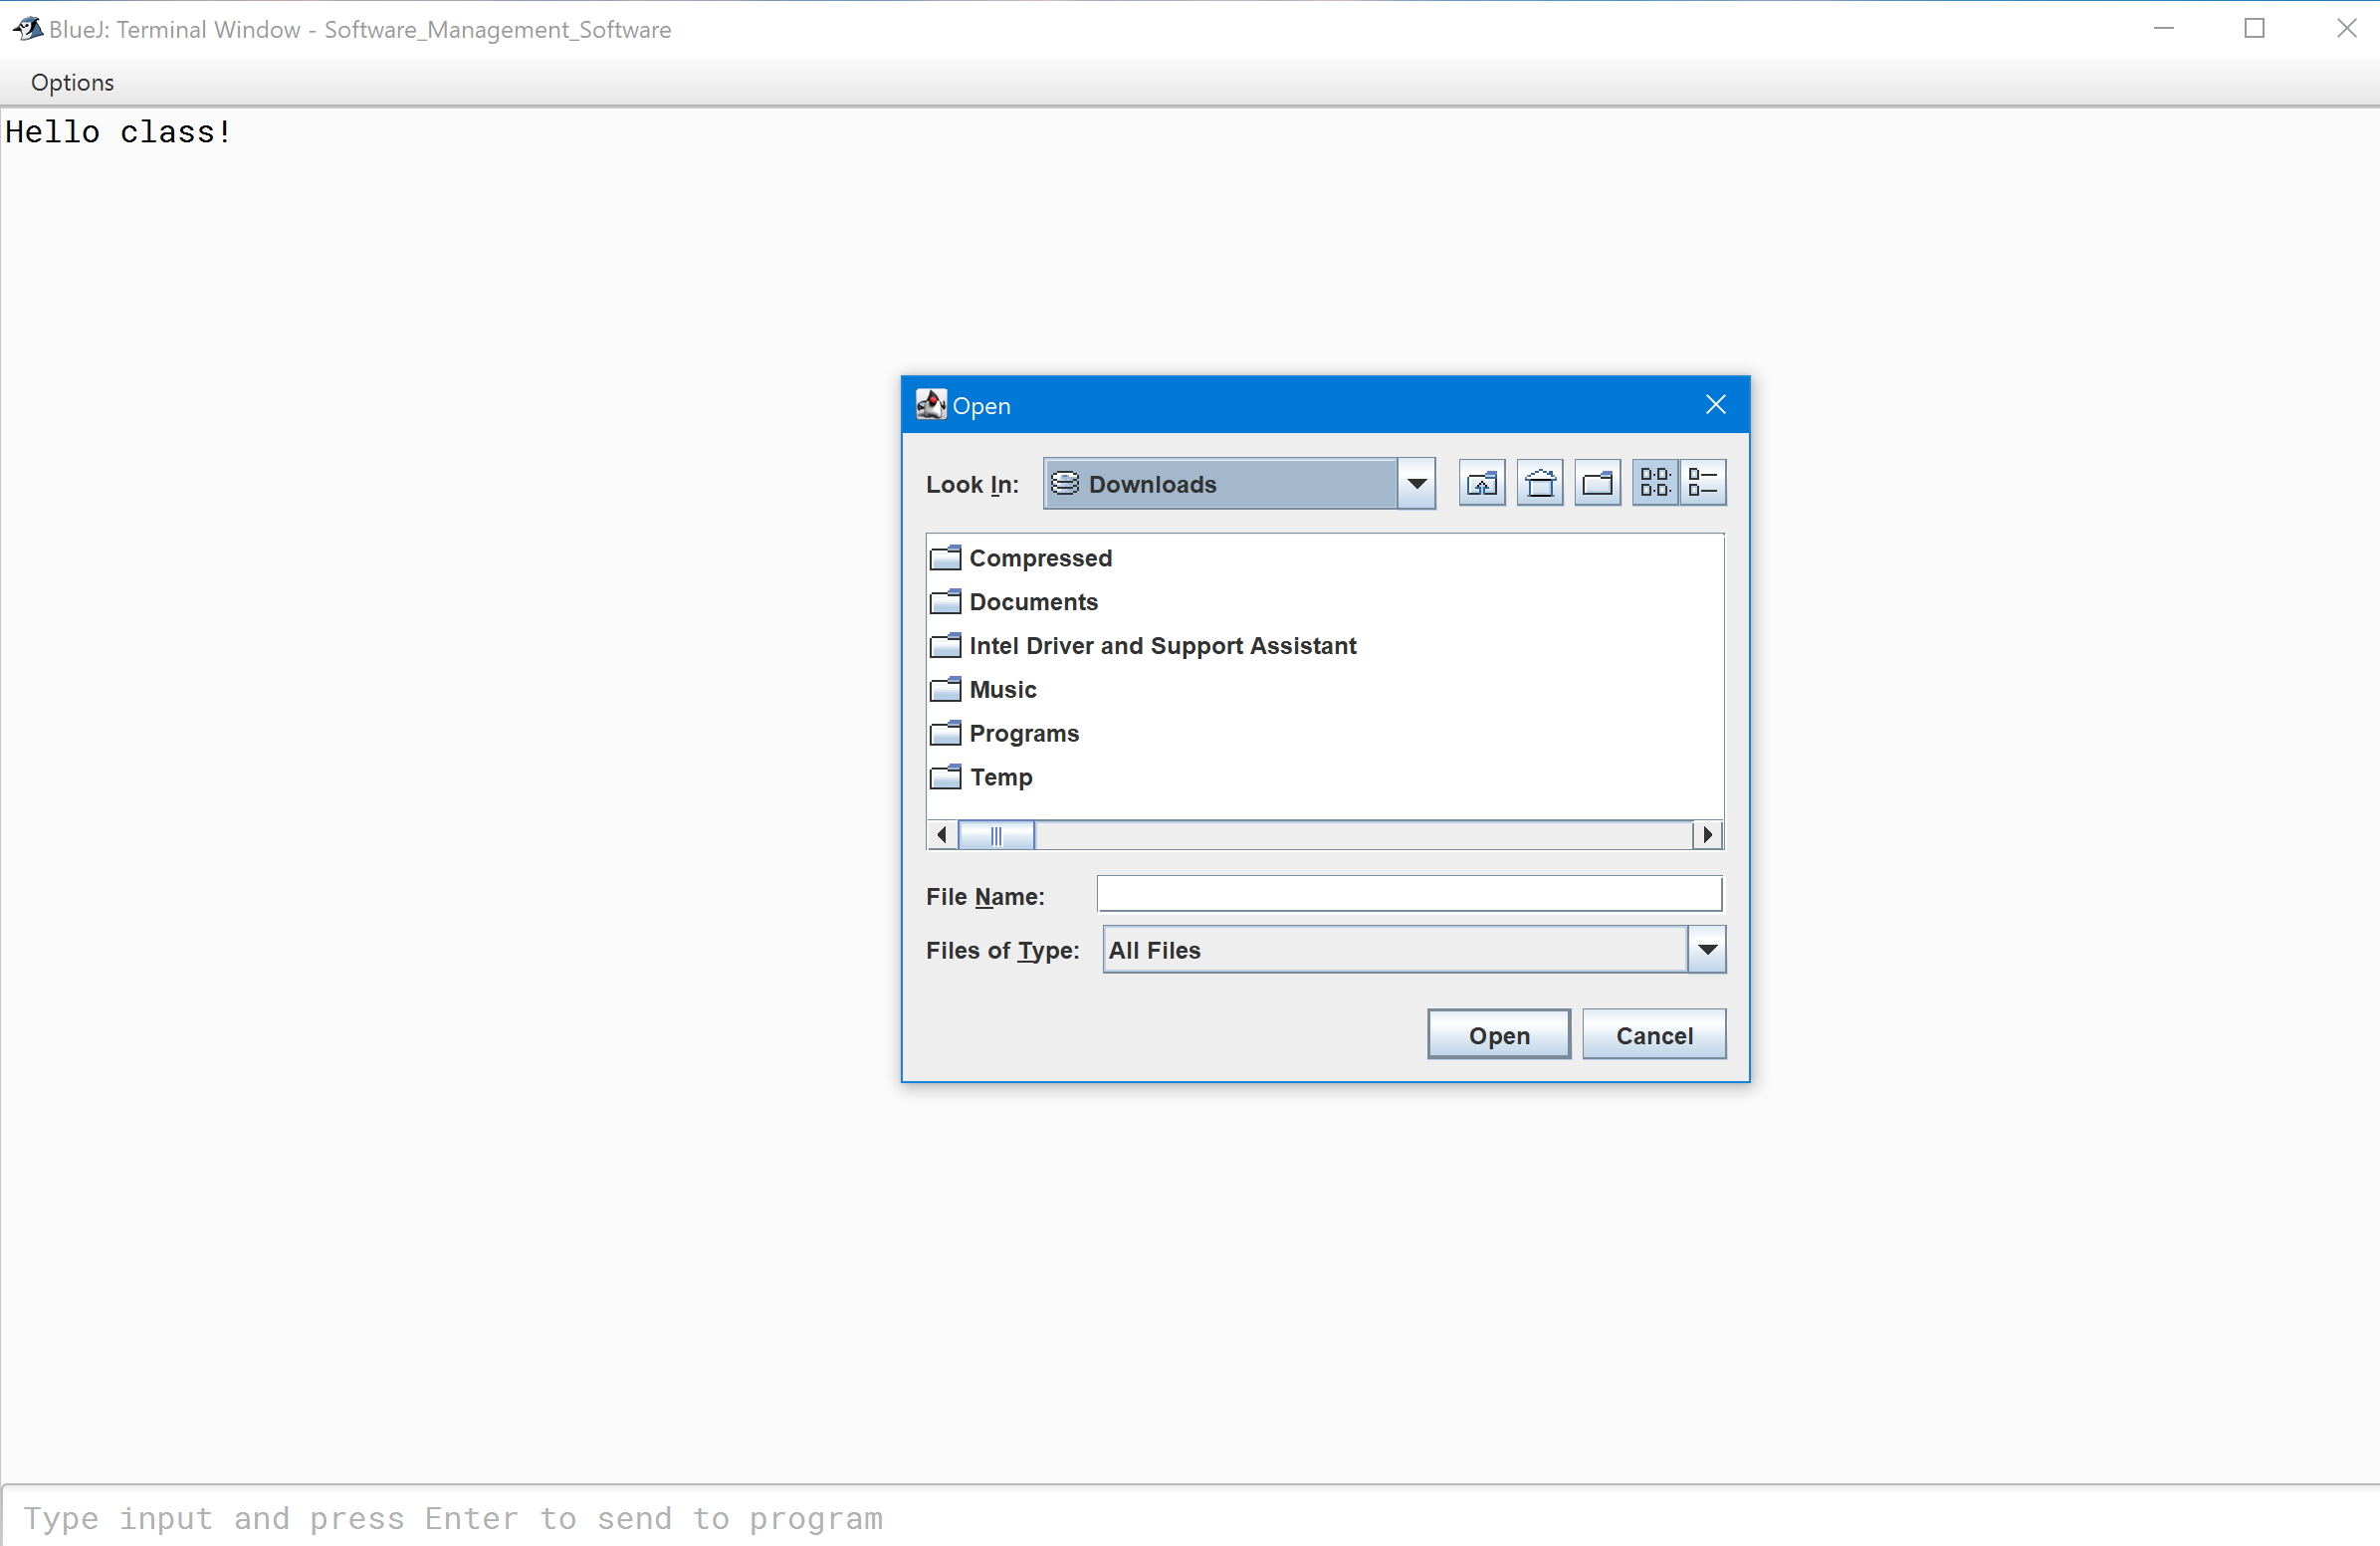 BlueJ: Terminal Window - Software_Management_Software
Options
Hello class!
Open
Look In: Downloads
Compressed
Documents
Intel Driver and Support Assistant
Music
Programs
Temp
File Name:
Files of Type: All Files
Open Cancel
Type input and press Enter to send to program